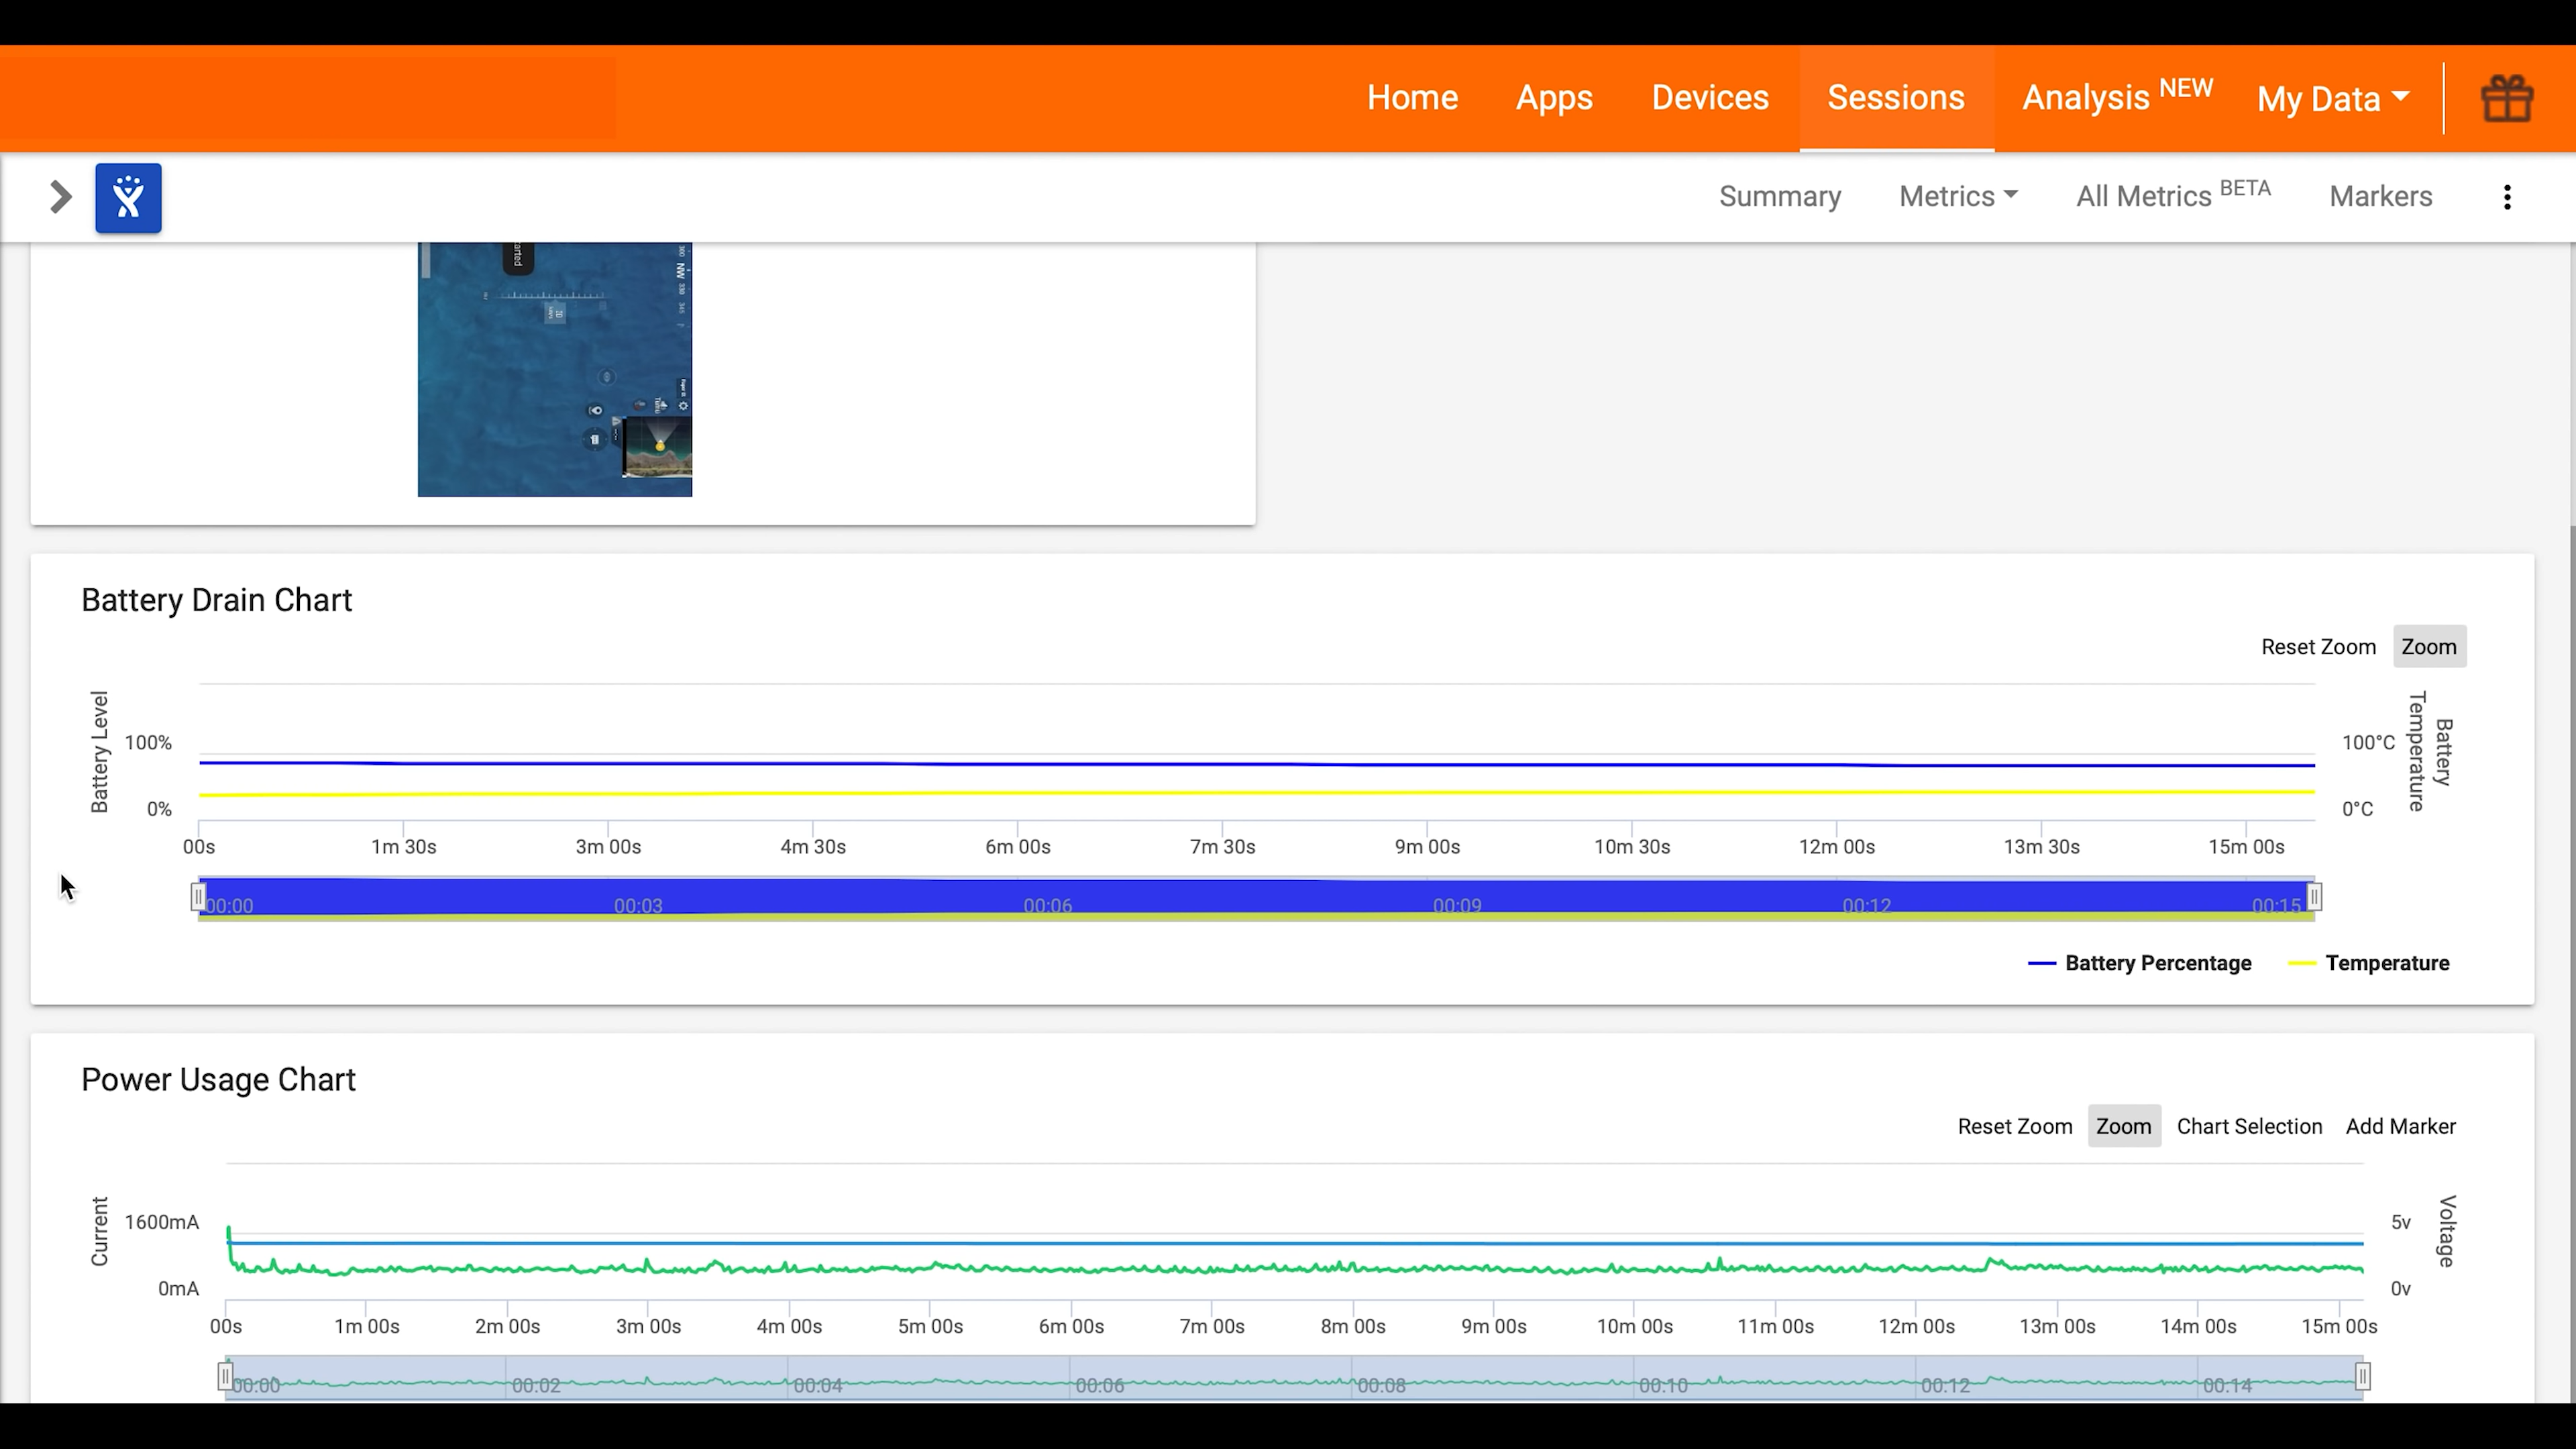 Home Apps Devices Sessions Analysis NEW My Data
Summary Metrics All Metrics BETA Markers
arted
300 NW 330 345
Battery Drain Chart
Reset Zoom Zoom
Battery Level
100%
0%
100°C
0°C
Battery
Temperature
00s 1m 30s 3m 00s 4m 30s 6m 00s 7m 30s 9m 00s 10m 30s 12m 00s 13m 30s 15m 00s
00:00 00:03 00:06 00:09 00:12 00:15
Battery Percentage Temperature
Power Usage Chart
Reset Zoom Zoom Chart Selection Add Marker
Current
1600mA
0mA
5v
0v
Voltage
00s 1m 00s 2m 00s 3m 00s 4m 00s 5m 00s 6m 00s 7m 00s 8m 00s 9m 00s 10m 00s 11m 00s 12m 00s 13m 00s 14m 00s 15m 00s
00:00 00:02 00:04 00:06 00:08 00:10 00:12 00:14